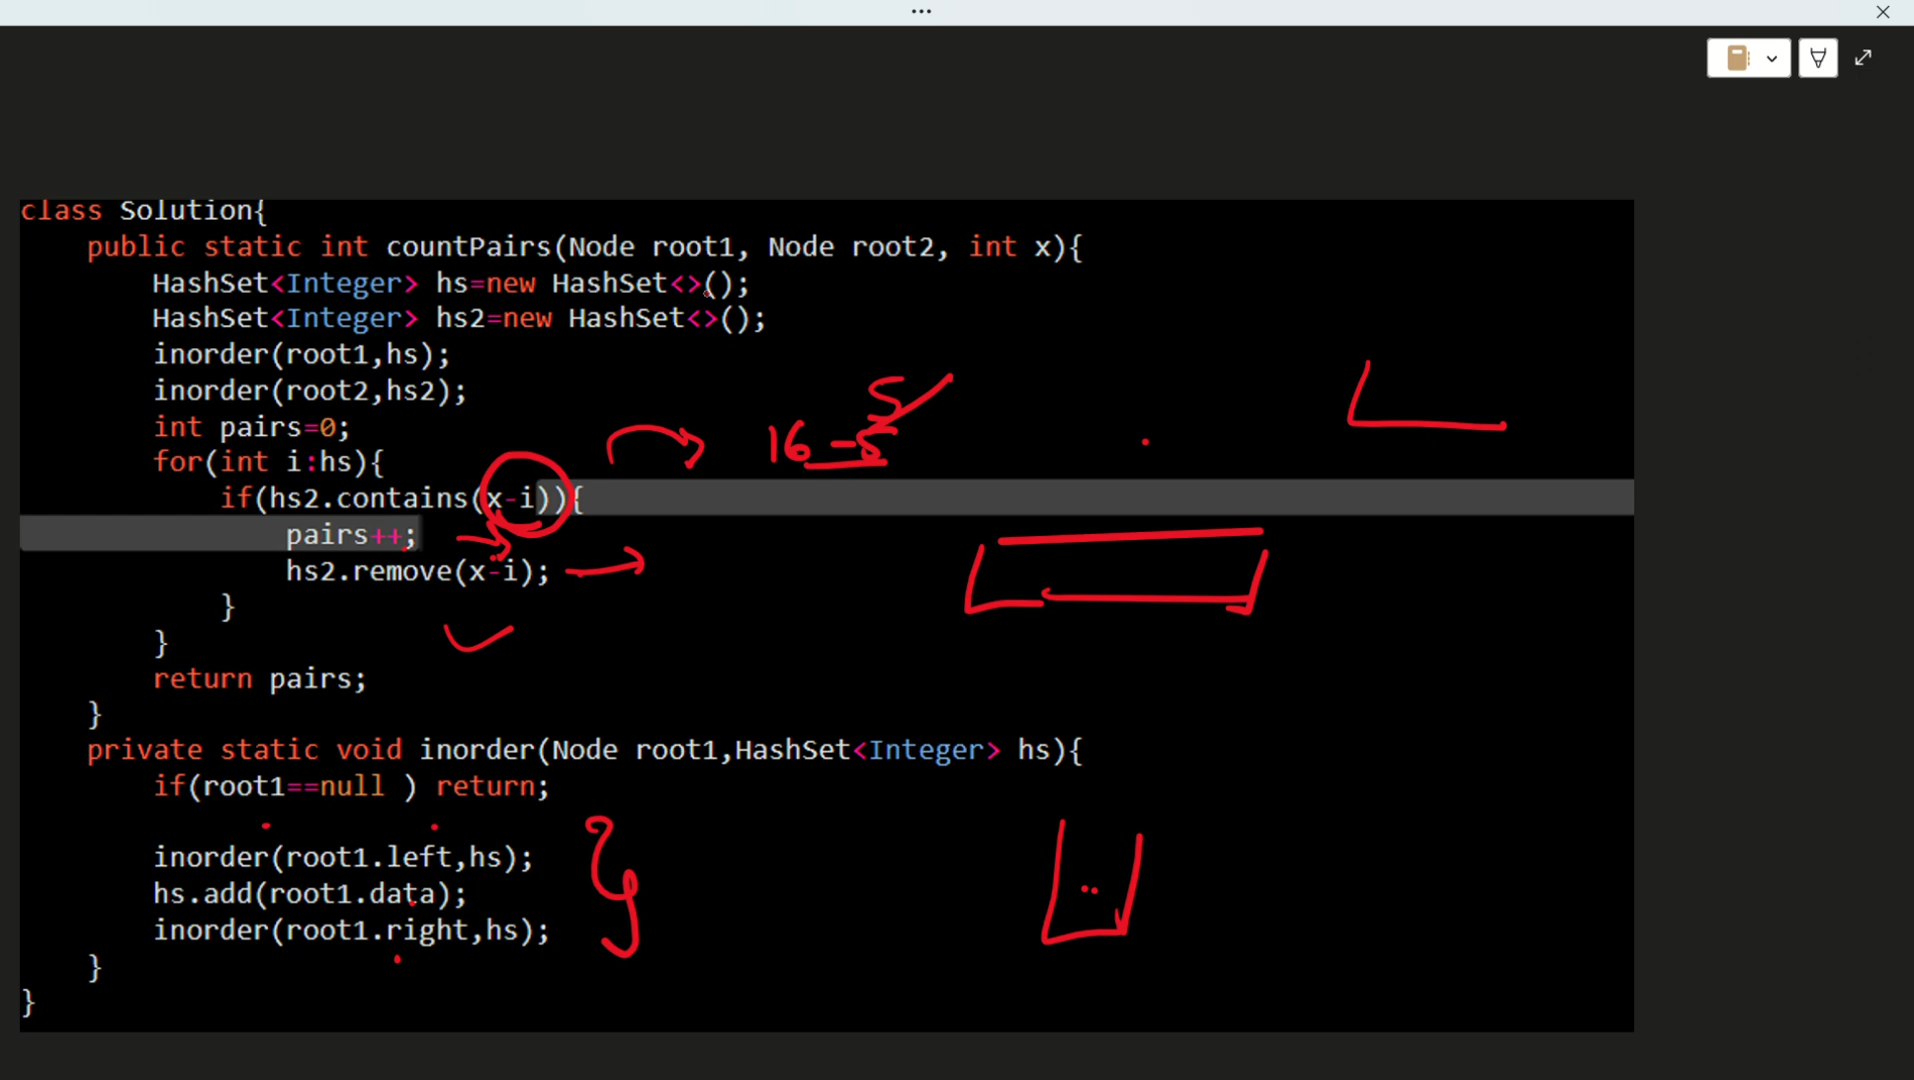 class Solution{
public static int countPairs(Node root1, Node root2, int x){
HashSet<Integer> hs=new HashSet<>();
HashSet<Integer> hs2=new HashSet<>();
inorder(root1,hs);
inorder(root2,hs2);
int pairs=0;
for(int i:hs){
16 -5
5
if(hs2.contains(x-i)){
pairs++;
hs2.remove(x-i);
}
}
return pairs;
}
private static void inorder(Node root1,HashSet<Integer> hs){
if(root1==null ) return;
inorder(root1.left,hs);
hs.add(root1.data);
inorder(root1.right,hs);
}
}